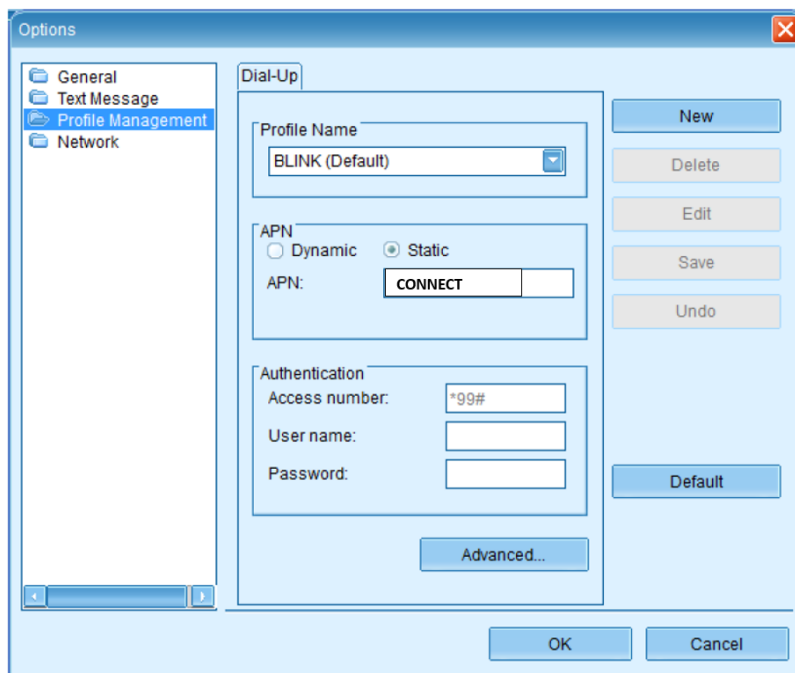 Options
General
Text Message
Profile Management
Network
Dial-Up
Profile Name
BLINK (Default)
APN
Dynamic Static
APN: CONNECT
Authentication
Access number: *99#
User name:
Password:
Advanced...
New
Delete
Edit
Save
Undo
Default
OK Cancel